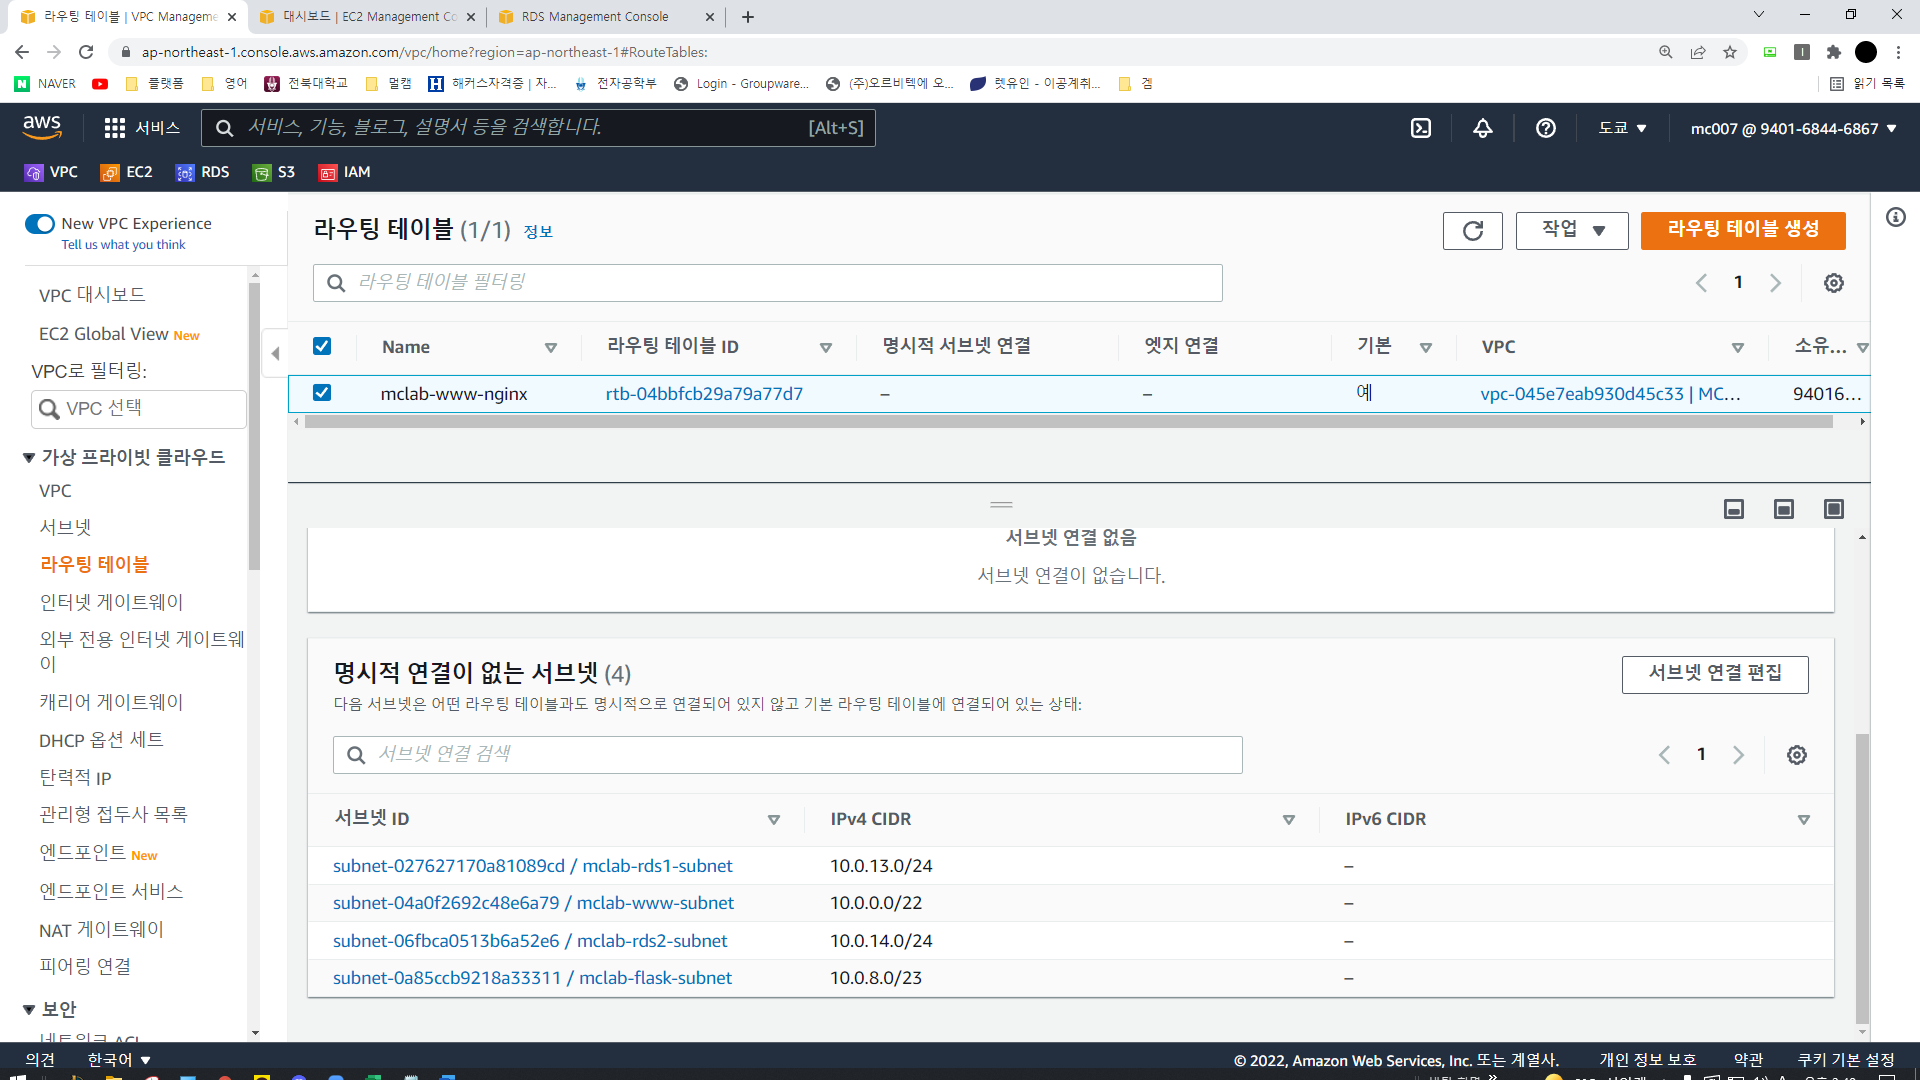 라우팅 테이블 | VPC Manageme
대시보드 | EC2 Management Co
RDS Management Console
ap-northeast-1.console.aws.amazon.com/vpc/home?region=ap-northeast-1#RouteTables:
NAVER
플랫폼
영어
전북대학교
멀캠
해커스자격증 | 자...
전자공학부
Login - Groupware...
(주)오르비텍에 오...
렛유인 - 이공계취...
겜
읽기 목록
aws
서비스
서비스, 기능, 블로그, 설명서 등을 검색합니다.
[Alt+S]
도쿄 ▼
mc007 @ 9401-6844-6867 ▼
VPC
EC2
RDS
S3
IAM
New VPC Experience
Tell us what you think
VPC 대시보드
EC2 Global View New
VPC로 필터링:
VPC 선택
가상 프라이빗 클라우드
VPC
서브넷
라우팅 테이블
인터넷 게이트웨이
외부 전용 인터넷 게이트웨
이
캐리어 게이트웨이
DHCP 옵션 세트
탄력적 IP
관리형 접두사 목록
엔드포인트 New
엔드포인트 서비스
NAT 게이트웨이
피어링 연결
보안
네트워크 ACL
라우팅 테이블 (1/1) 정보
작업 ▼
라우팅 테이블 생성
라우팅 테이블 필터링
1
Name
라우팅 테이블 ID
명시적 서브넷 연결
엣지 연결
기본
VPC
소유...
mclab-www-nginx
rtb-04bbfcb29a79a77d7
–
–
예
vpc-045e7eab930d45c33 | MC...
94016...
서브넷 연결 없음
서브넷 연결이 없습니다.
명시적 연결이 없는 서브넷 (4)
서브넷 연결 편집
다음 서브넷은 어떤 라우팅 테이블과도 명시적으로 연결되어 있지 않고 기본 라우팅 테이블에 연결되어 있는 상태:
서브넷 연결 검색
1
서브넷 ID
IPv4 CIDR
IPv6 CIDR
subnet-027627170a81089cd / mclab-rds1-subnet
10.0.13.0/24
–
subnet-04a0f2692c48e6a79 / mclab-www-subnet
10.0.0.0/22
–
subnet-06fbca0513b6a52e6 / mclab-rds2-subnet
10.0.14.0/24
–
subnet-0a85ccb9218a33311 / mclab-flask-subnet
10.0.8.0/23
–
의견
한국어 ▼
© 2022, Amazon Web Services, Inc. 또는 계열사.
개인 정보 보호
약관
쿠키 기본 설정